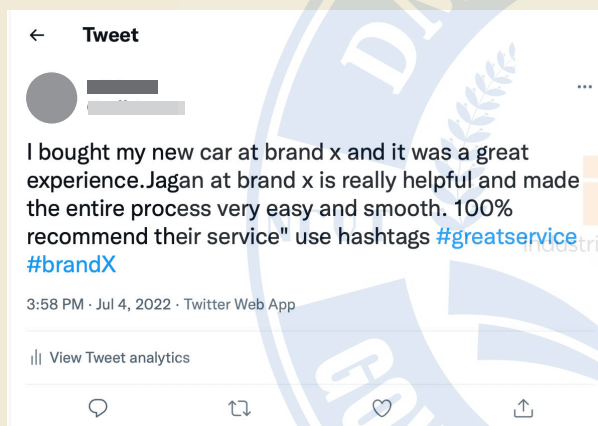 Tweet
I bought my new car at brand x and it was a great
experience.Jagan at brand x is really helpful and made
the entire process very easy and smooth. 100%
recommend their service" use hashtags #greatservice
#brandX
3:58 PM · Jul 4, 2022 · Twitter Web App
View Tweet analytics